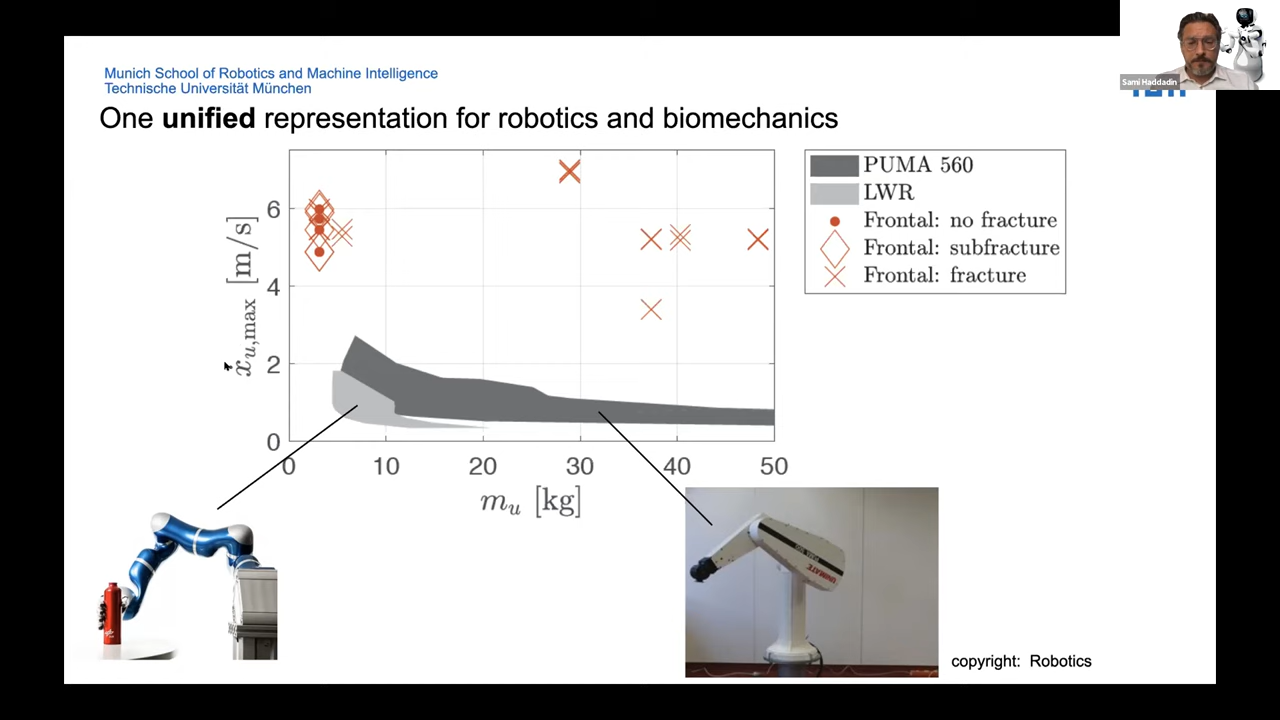 Sami Haddadin
Munich School of Robotics and Machine Intelligence
Technische Universität München
One unified representation for robotics and biomechanics
PUMA 560
LWR
Frontal: no fracture
Frontal: subfracture
Frontal: fracture
ẋu,max [m/s]
6
4
2
0
0 10 20 30 40 50
mu [kg]
UNIMATE
copyright: Robotics